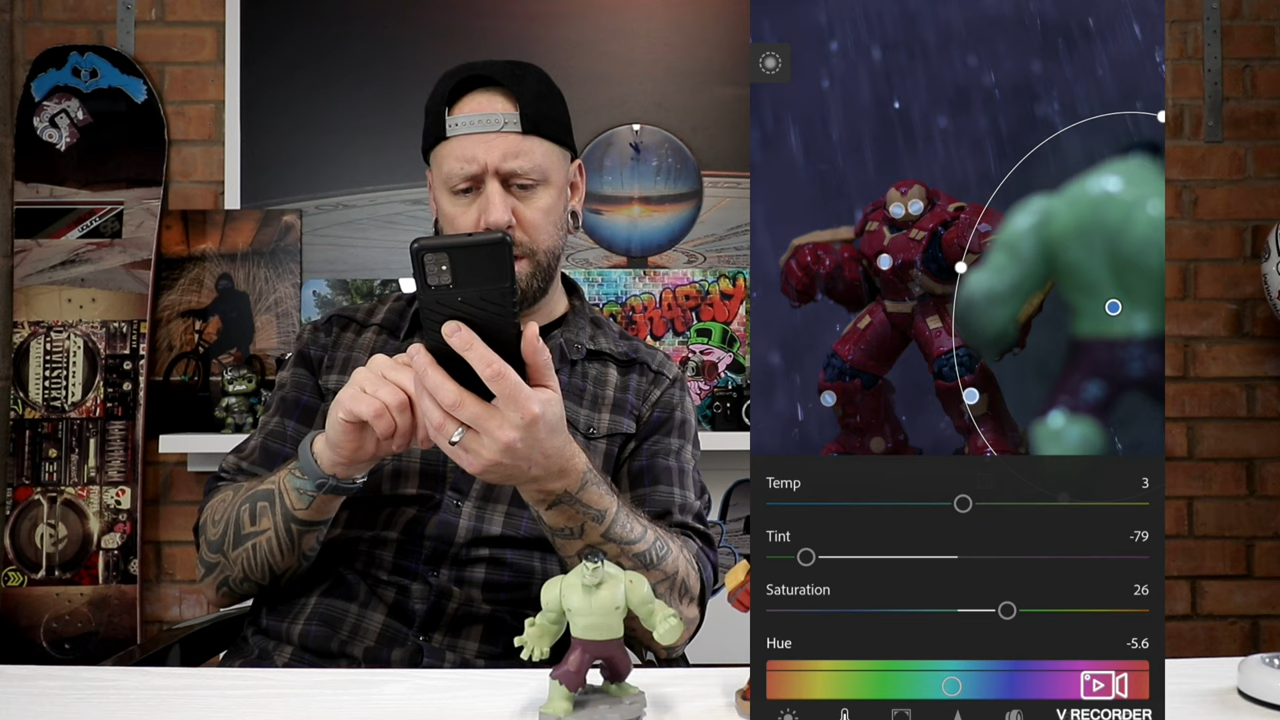 Temp 3
Tint -79
Saturation 26
Hue -5.6
V RECORDER